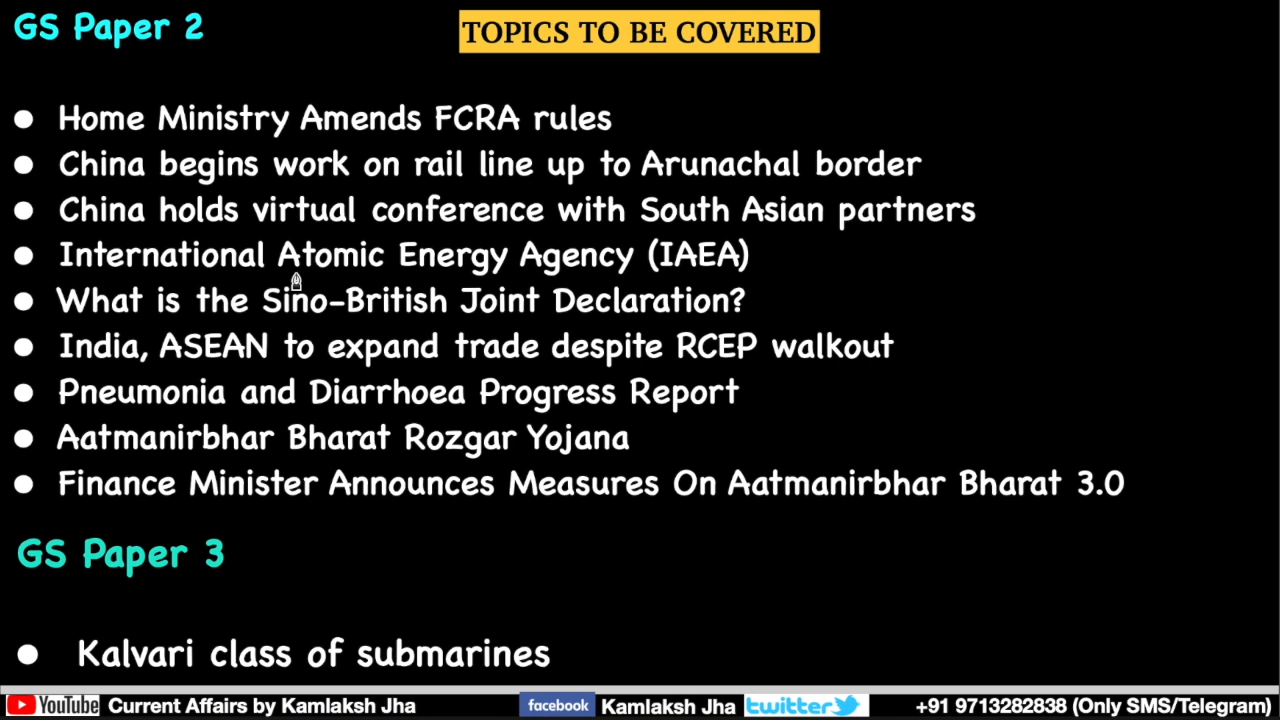 GS Paper 2
TOPICS TO BE COVERED
● Home Ministry Amends FCRA rules
● China begins work on rail line up to Arunachal border
● China holds virtual conference with South Asian partners
● International Atomic Energy Agency (IAEA)
● What is the Sino-British Joint Declaration?
● India, ASEAN to expand trade despite RCEP walkout
● Pneumonia and Diarrhoea Progress Report
● Aatmanirbhar Bharat Rozgar Yojana
● Finance Minister Announces Measures On Aatmanirbhar Bharat 3.0
GS Paper 3
● Kalvari class of submarines
YouTube Current Affairs by Kamlaksh Jha facebook Kamlaksh Jha twitter +91 9713282838 (Only SMS/Telegram)